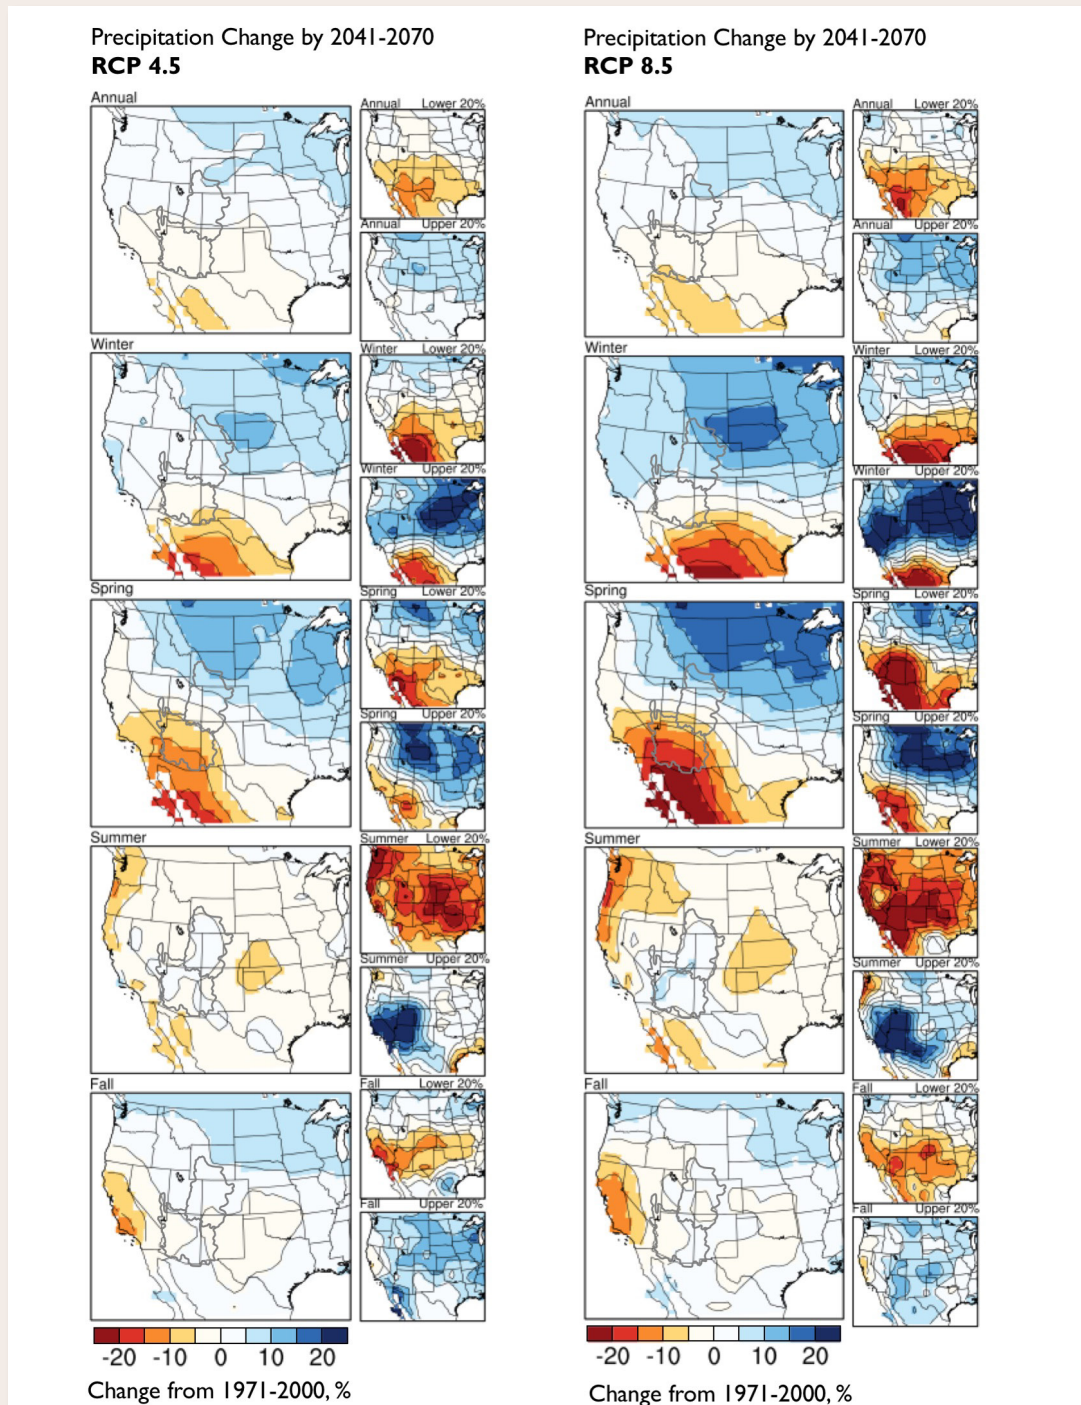 Precipitation Change by 2041-2070
RCP 4.5
Annual
Annual Lower 20%
Annual Upper 20%
Winter
Winter Lower 20%
Winter Upper 20%
Spring
Spring Lower 20%
Spring Upper 20%
Summer
Summer Lower 20%
Summer Upper 20%
Fall
Fall Lower 20%
Fall Upper 20%
-20 -10 0 10 20
Change from 1971-2000, %
Precipitation Change by 2041-2070
RCP 8.5
Annual
Annual Lower 20%
Annual Upper 20%
Winter
Winter Lower 20%
Winter Upper 20%
Spring
Spring Lower 20%
Spring Upper 20%
Summer
Summer Lower 20%
Summer Upper 20%
Fall
Fall Lower 20%
Fall Upper 20%
-20 -10 0 10 20
Change from 1971-2000, %